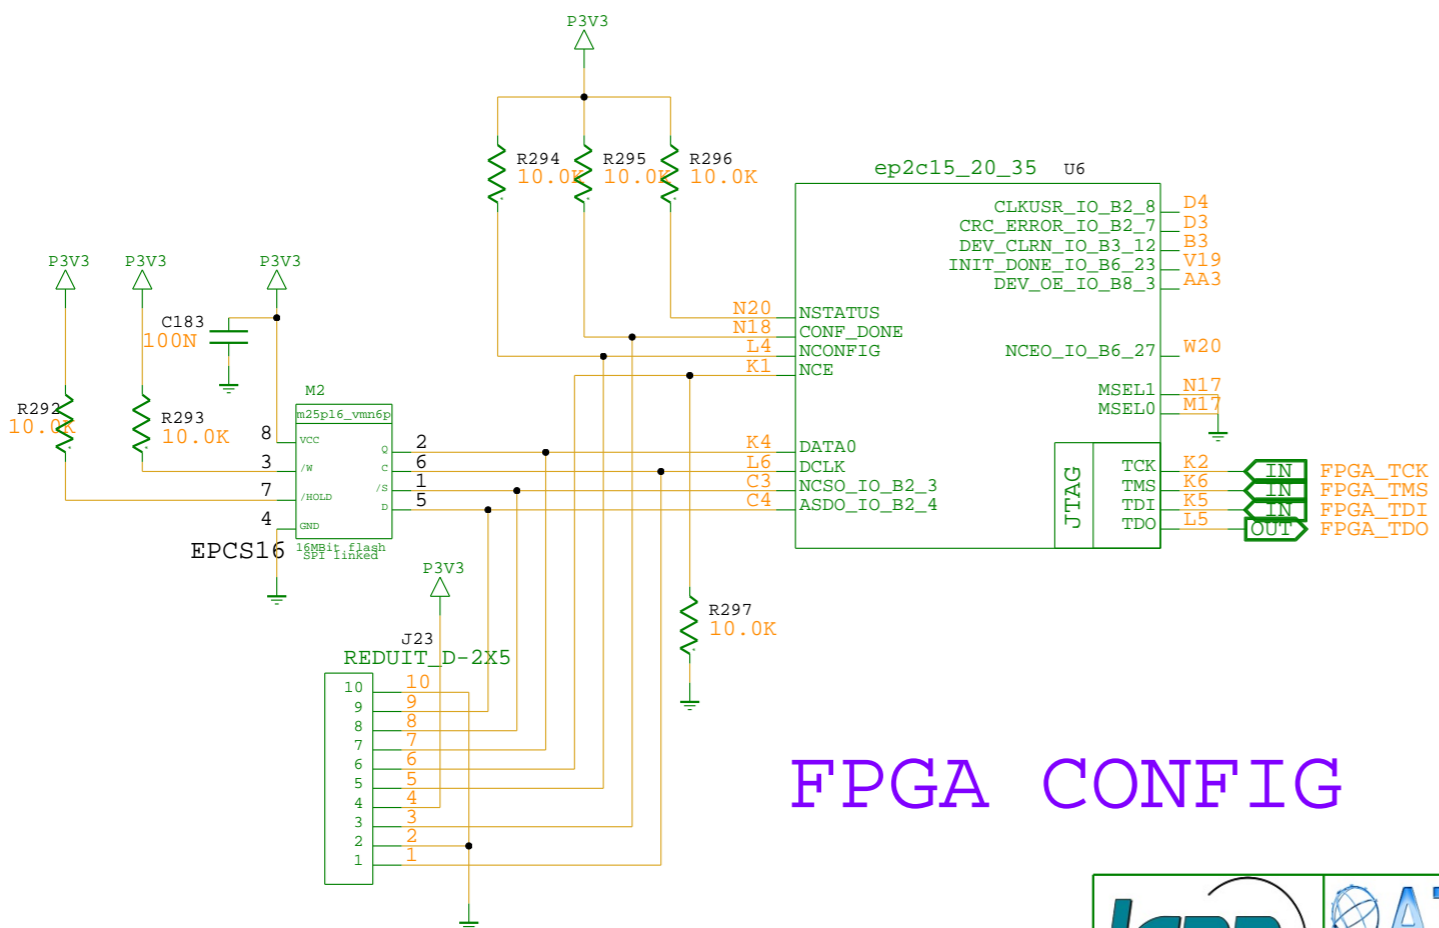 P3V3
R294
10.0K
R295
10.0K
R296
10.0K
ep2c15_20_35 U6
CLKUSR_IO_B2_8 D4
CRC_ERROR_IO_B2_7 D3
DEV_CLRN_IO_B3_12 B3
INIT_DONE_IO_B6_23 V19
DEV_OE_IO_B8_3 AA3
P3V3 P3V3 P3V3
C183
100N
N20 NSTATUS
N18 CONF_DONE
L4 NCONFIG
K1 NCE
NCEO_IO_B6_27 W20
MSEL1 N17
MSEL0 M17
M2
m25p16_vmn6p
R292
10.0K
R293
10.0K
8 VCC
3 /W
7 /HOLD
4 GND
Q 2
C 6
/S 1
D 5
EPCS16
16MBit flash
SPI linked
K4 DATA0
L6 DCLK
C3 NCSO_IO_B2_3
C4 ASDO_IO_B2_4
JTAG
TCK K2 IN FPGA_TCK
TMS K6 IN FPGA_TMS
TDI K5 IN FPGA_TDI
TDO L5 OUT FPGA_TDO
P3V3
R297
10.0K
J23
REDUIT_D-2X5
10 10
9 9
8 8
7 7
6 6
5 5
4 4
3 3
2 2
1 1
FPGA CONFIG